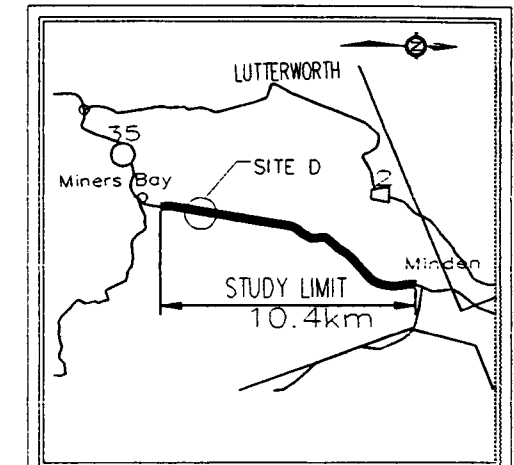 LUTTERWORTH
35
SITE D
Miners Bay
2
Minden
STUDY LIMIT
10.4km